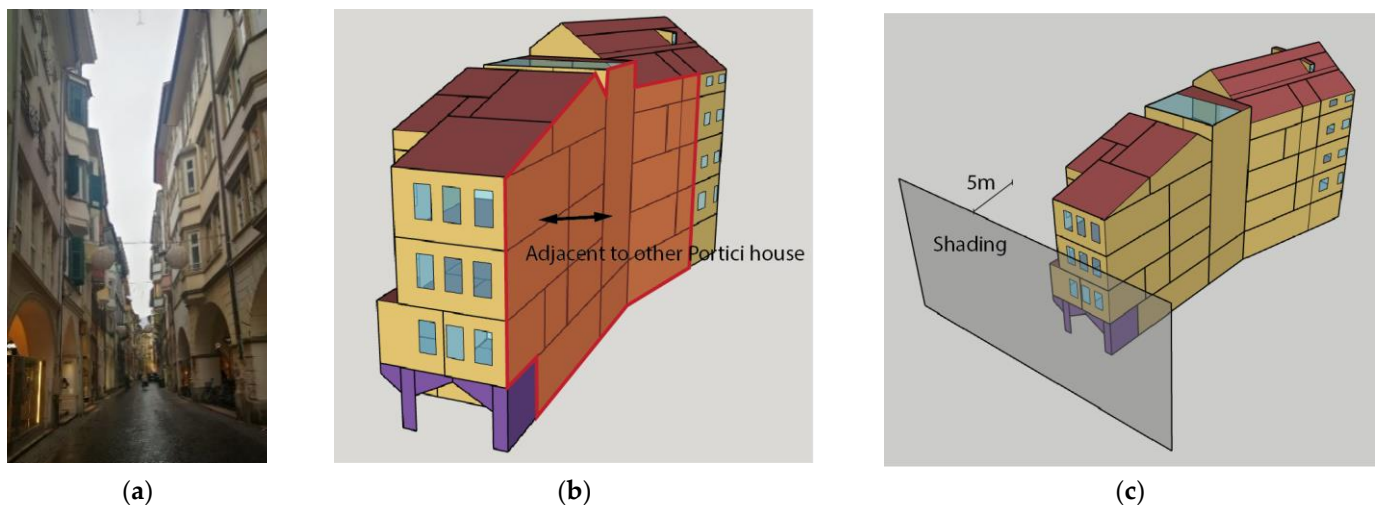 Adjacent to other Portici house
5m
Shading
(a)
(b)
(c)